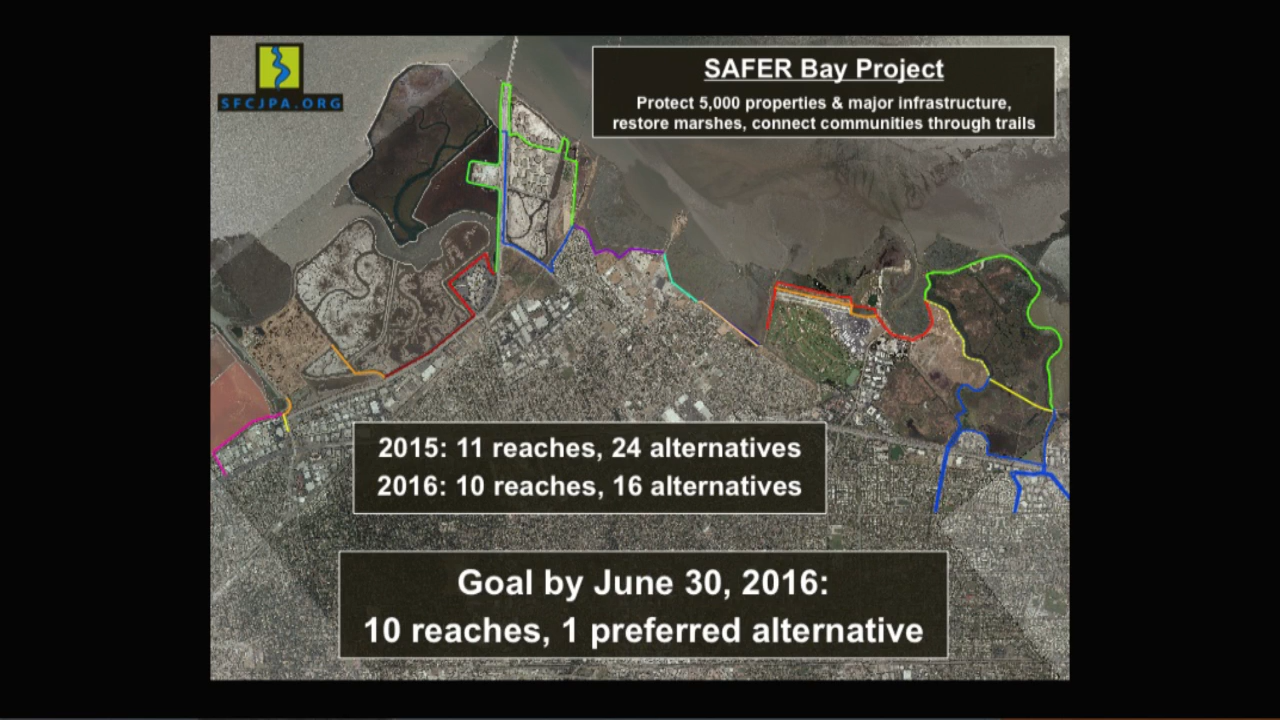 SFCJPA.ORG
SAFER Bay Project
Protect 5,000 properties & major infrastructure,
restore marshes, connect communities through trails
2015: 11 reaches, 24 alternatives
2016: 10 reaches, 16 alternatives
Goal by June 30, 2016:
10 reaches, 1 preferred alternative